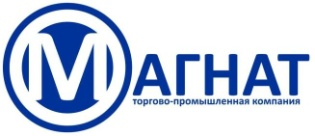 МАГНАТ
торгово-промышленная компания